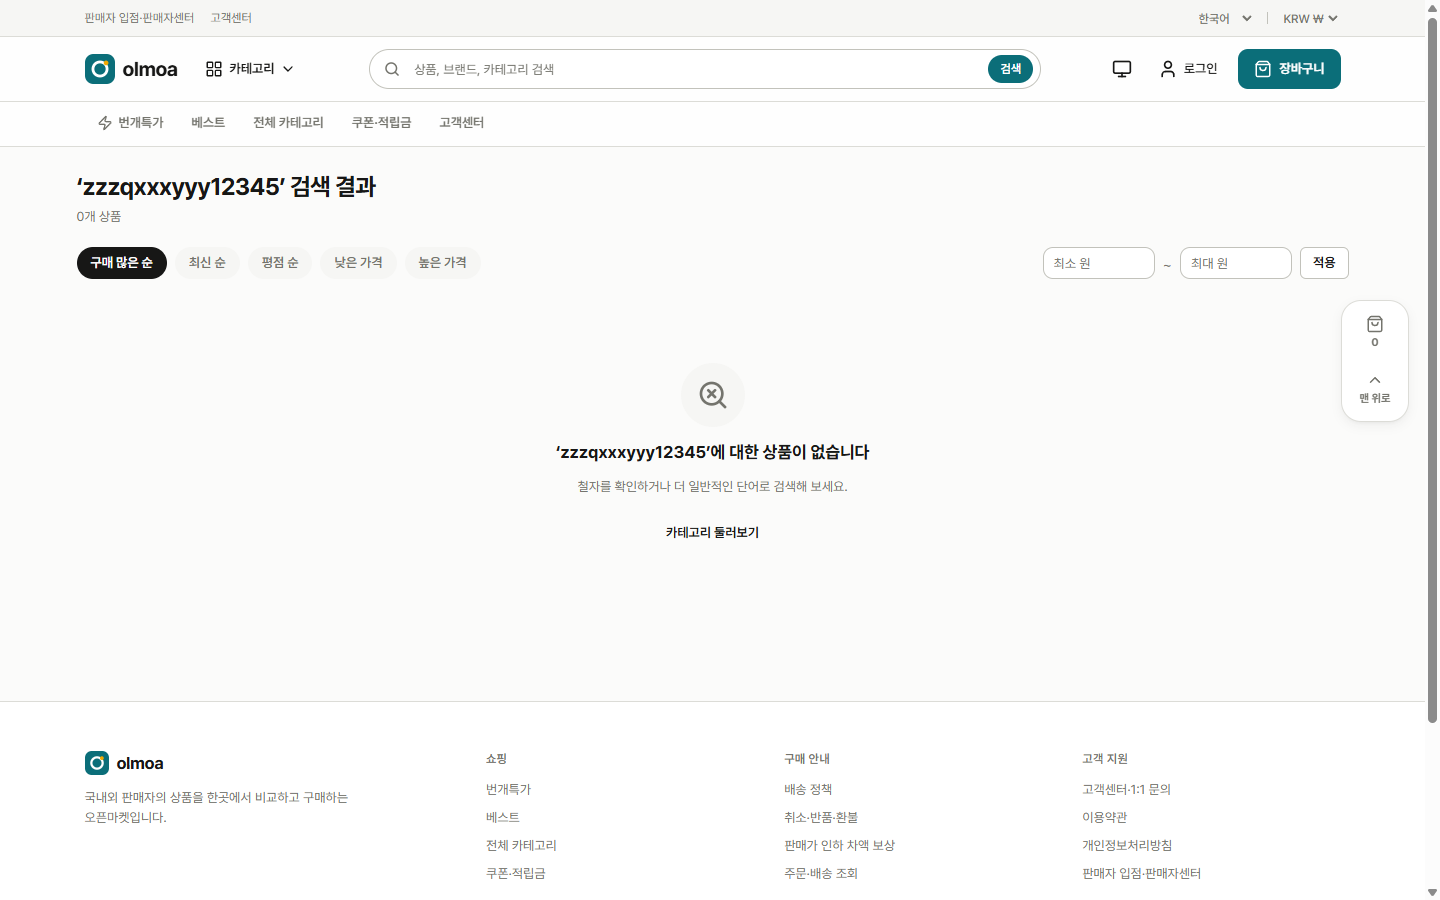 판매자 입점·판매자센터 고객센터 한국어 KRW ₩
olmoa 카테고리 상품, 브랜드, 카테고리 검색 검색 로그인 장바구니
번개특가 베스트 전체 카테고리 쿠폰·적립금 고객센터
‘zzzqxxxyyy12345’ 검색 결과
0개 상품
구매 많은 순 최신 순 평점 순 낮은 가격 높은 가격 최소 원 ~ 최대 원 적용
0
맨 위로
‘zzzqxxxyyy12345’에 대한 상품이 없습니다
철자를 확인하거나 더 일반적인 단어로 검색해 보세요.
카테고리 둘러보기
olmoa
국내외 판매자의 상품을 한곳에서 비교하고 구매하는
오픈마켓입니다.
쇼핑
번개특가
베스트
전체 카테고리
쿠폰·적립금
구매 안내
배송 정책
취소·반품·환불
판매가 인하 차액 보상
주문·배송 조회
고객 지원
고객센터·1:1 문의
이용약관
개인정보처리방침
판매자 입점·판매자센터